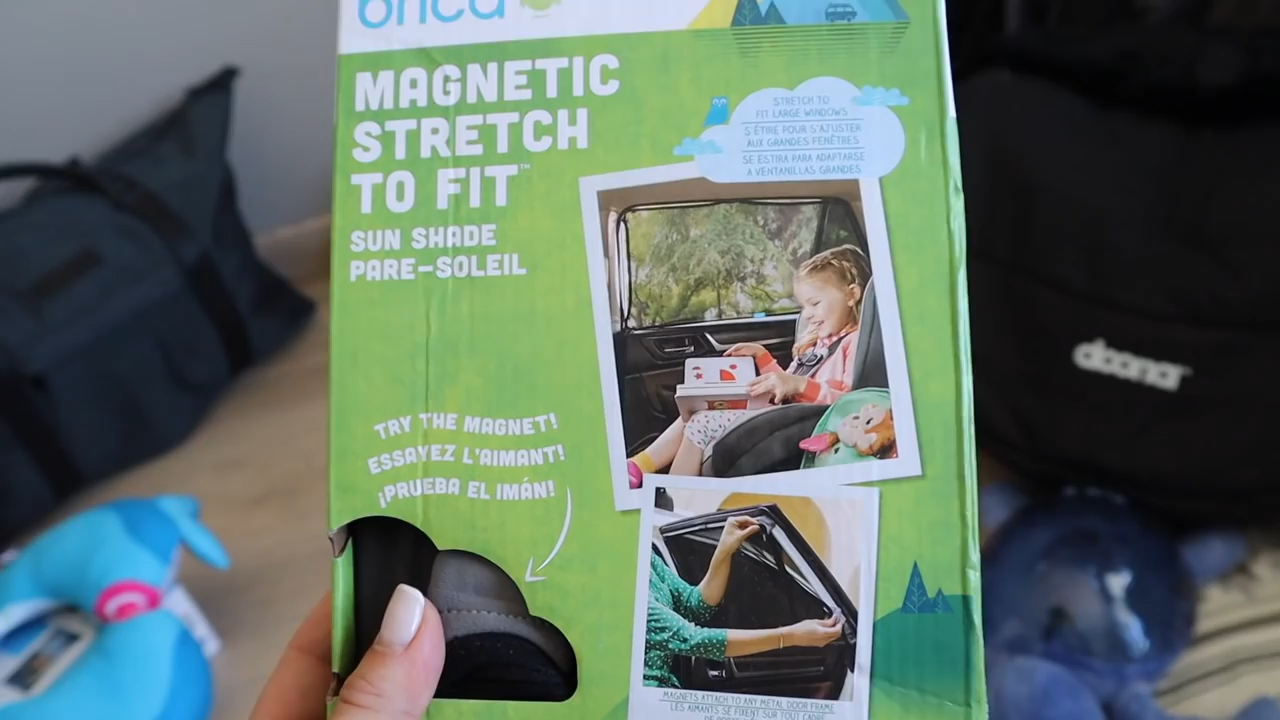 brica
MAGNETIC
STRETCH
TO FIT™
SUN SHADE
PARE-SOLEIL
STRETCH TO
FIT LARGE WINDOWS
S'ÉTIRE POUR S'AJUSTER
AUX GRANDES FENÊTRES
SE ESTIRA PARA ADAPTARSE
A VENTANILLAS GRANDES
TRY THE MAGNET!
ESSAYEZ L'AIMANT!
¡PRUEBA EL IMÁN!
MAGNETS ATTACH TO ANY METAL DOOR FRAME
LES AIMANTS SE FIXENT SUR TOUT CADRE
doona